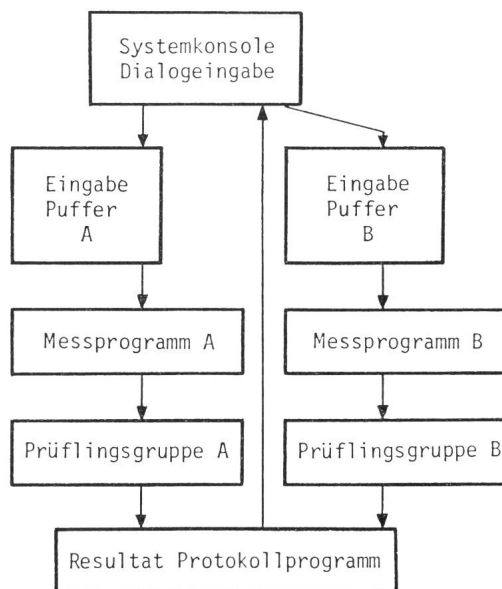 Systemkonsole
Dialogeingabe
Eingabe
Puffer
A
Eingabe
Puffer
B
Messprogramm A
Messprogramm B
Prüflingsgruppe A
Prüflingsgruppe B
Resultat Protokollprogramm